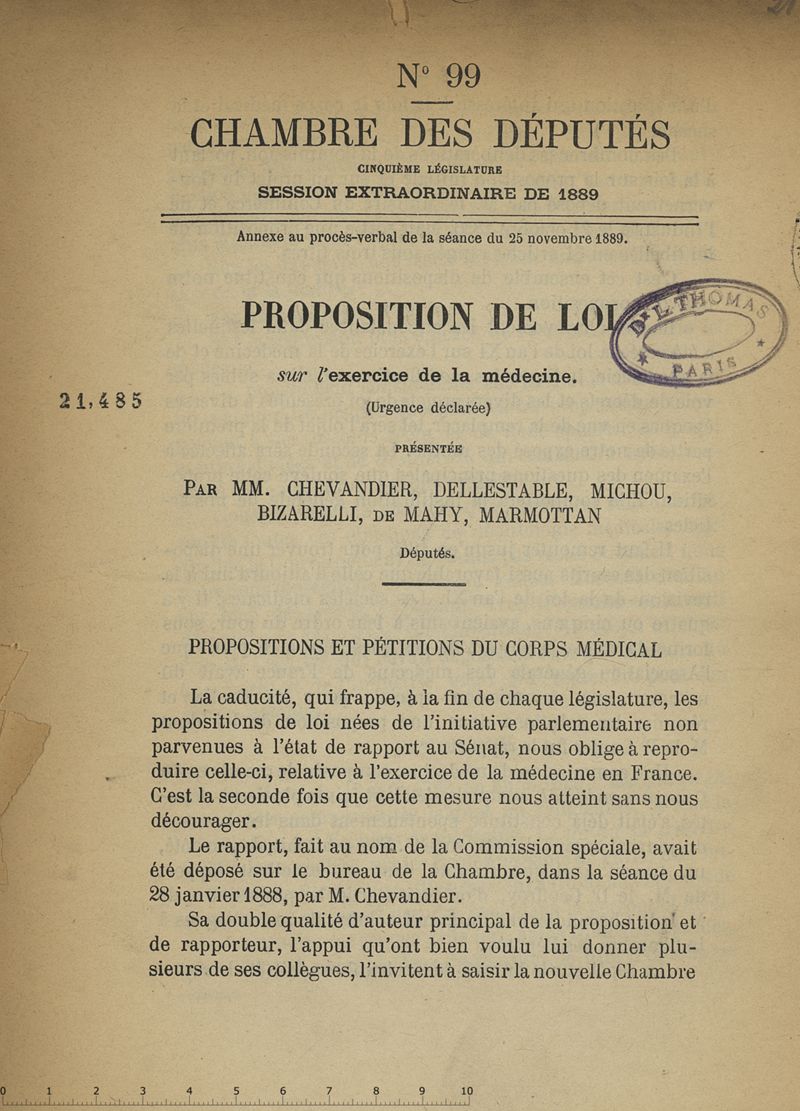 N° 99
CHAMBRE DES DÉPUTÉS
CINQUIÈME LÉGISLATURE
SESSION EXTRAORDINAIRE DE 1889
Annexe au procès-verbal de la séance du 25 novembre 1889.
PROPOSITION DE LOI
THOMAS
PARIS
sur l'exercice de la médecine.
21,485
(Urgence déclarée)
PRÉSENTÉE
PAR MM. CHEVANDIER, DELLESTABLE, MICHOU,
BIZARELLI, DE MAHY, MARMOTTAN
Députés.
PROPOSITIONS ET PÉTITIONS DU CORPS MÉDICAL
La caducité, qui frappe, à la fin de chaque législature, les
propositions de loi nées de l'initiative parlementaire non
parvenues à l'état de rapport au Sénat, nous oblige à repro-
duire celle-ci, relative à l'exercice de la médecine en France.
C'est la seconde fois que cette mesure nous atteint sans nous
décourager.
Le rapport, fait au nom de la Commission spéciale, avait
été déposé sur le bureau de la Chambre, dans la séance du
28 janvier 1888, par M. Chevandier.
Sa double qualité d'auteur principal de la proposition et
de rapporteur, l'appui qu'ont bien voulu lui donner plu-
sieurs de ses collègues, l'invitent à saisir la nouvelle Chambre
0 1 2 3 4 5 6 7 8 9 10